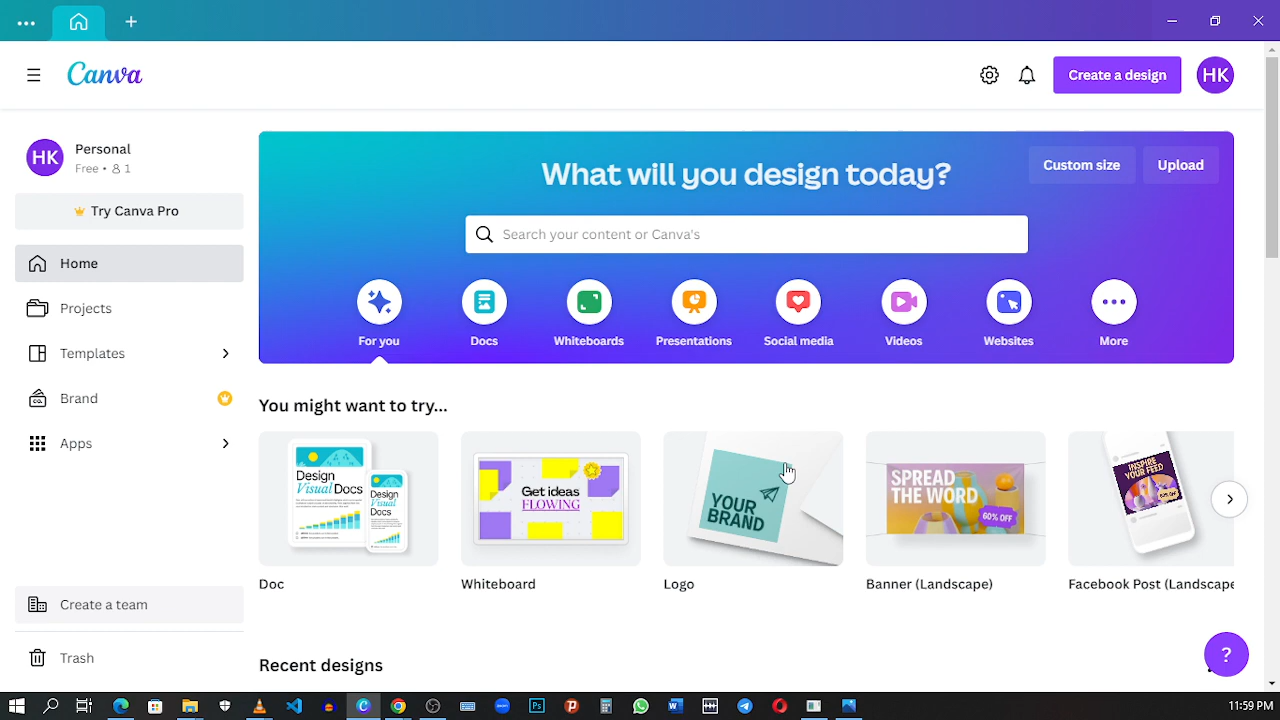 Canva
Create a design
HK
HK
Personal
Free • 1
Try Canva Pro
Home
Projects
Templates
Brand
Apps
Create a team
Trash
What will you design today?
Custom size
Upload
Search your content or Canva's
For you
Docs
Whiteboards
Presentations
Social media
Videos
Websites
More
You might want to try...
Design
Visual Docs
Design
Visual Docs
Doc
Get ideas
FLOWING
Whiteboard
YOUR
BRAND
Logo
SPREAD
THE WORD
60% OFF
Banner (Landscape)
INSPIRE
YOUR FEED
Facebook Post (Landscape
Recent designs
?
11:59 PM